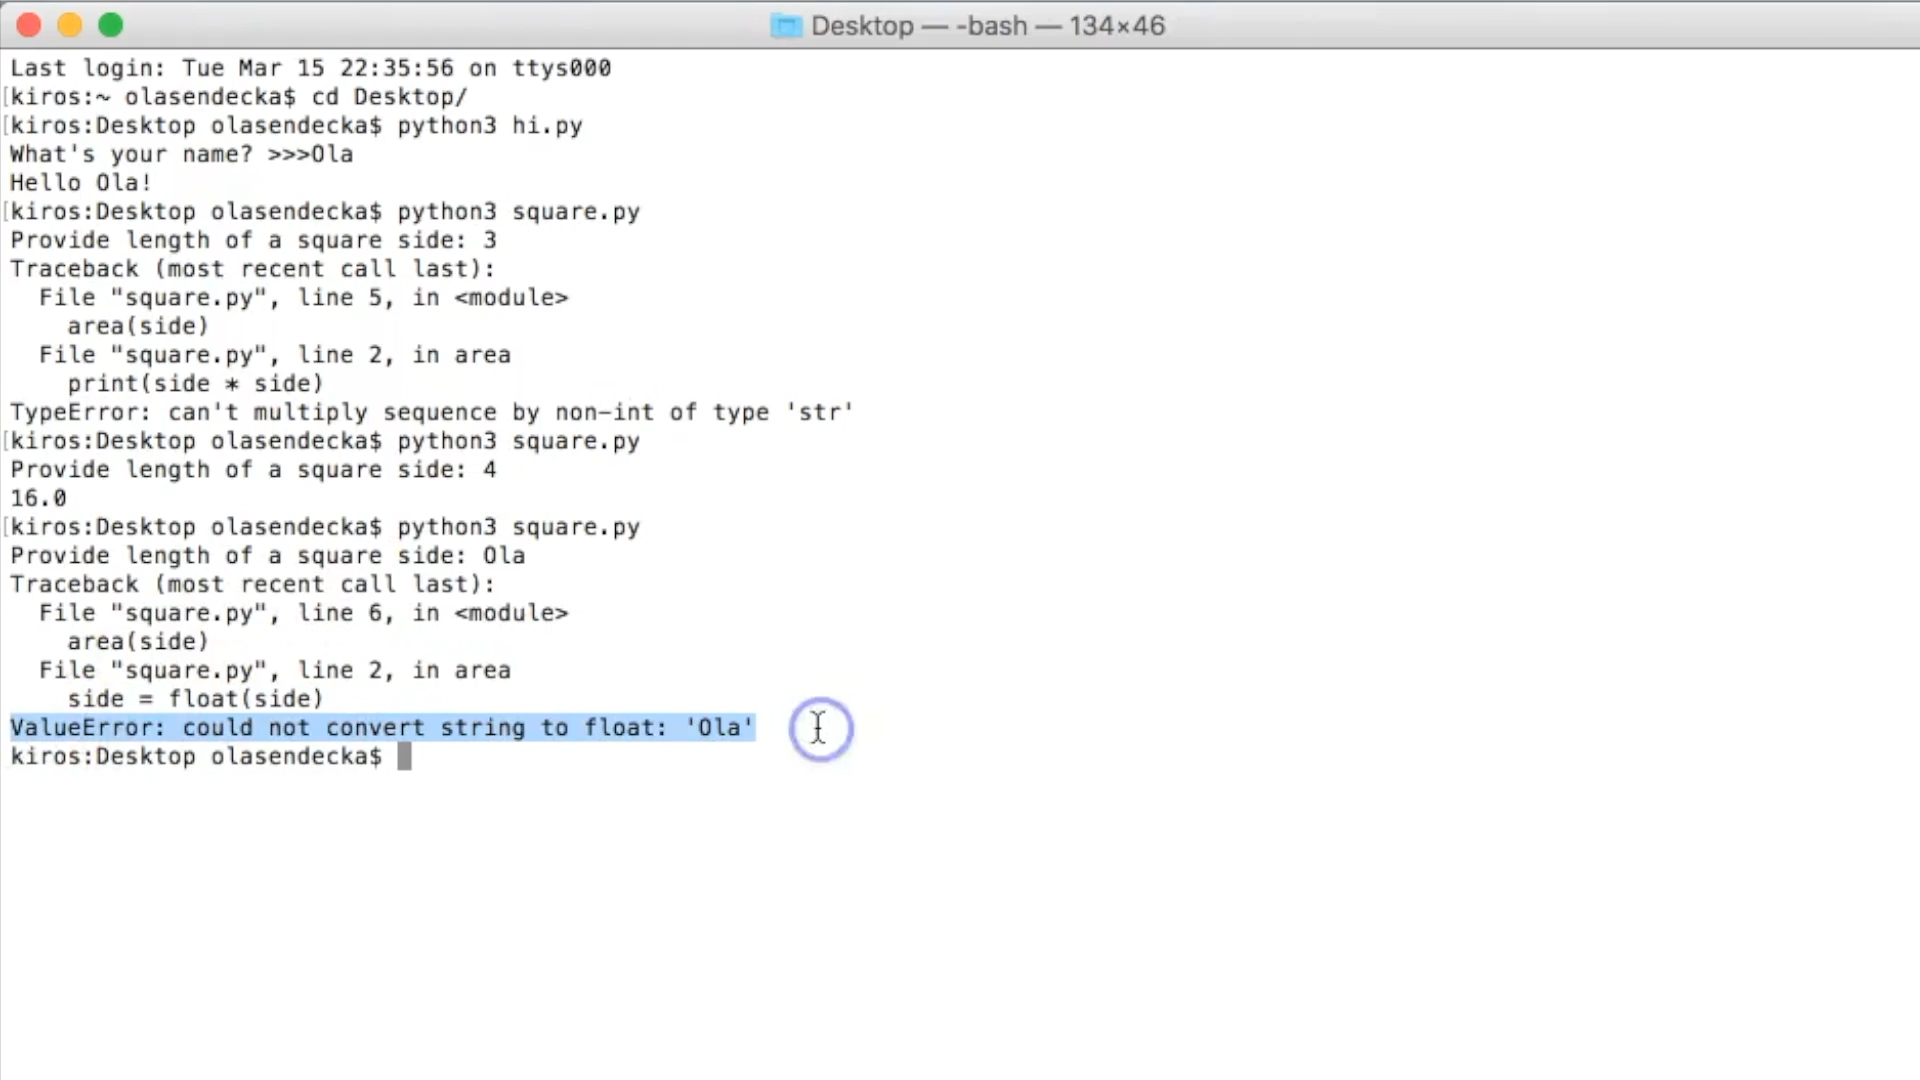 Desktop — -bash — 134×46
Last login: Tue Mar 15 22:35:56 on ttys000
[kiros:~ olasendecka$ cd Desktop/
[kiros:Desktop olasendecka$ python3 hi.py
What's your name? >>>Ola
Hello Ola!
[kiros:Desktop olasendecka$ python3 square.py
Provide length of a square side: 3
Traceback (most recent call last):
  File "square.py", line 5, in <module>
    area(side)
  File "square.py", line 2, in area
    print(side * side)
TypeError: can't multiply sequence by non-int of type 'str'
[kiros:Desktop olasendecka$ python3 square.py
Provide length of a square side: 4
16.0
[kiros:Desktop olasendecka$ python3 square.py
Provide length of a square side: Ola
Traceback (most recent call last):
  File "square.py", line 6, in <module>
    area(side)
  File "square.py", line 2, in area
    side = float(side)
ValueError: could not convert string to float: 'Ola'
kiros:Desktop olasendecka$